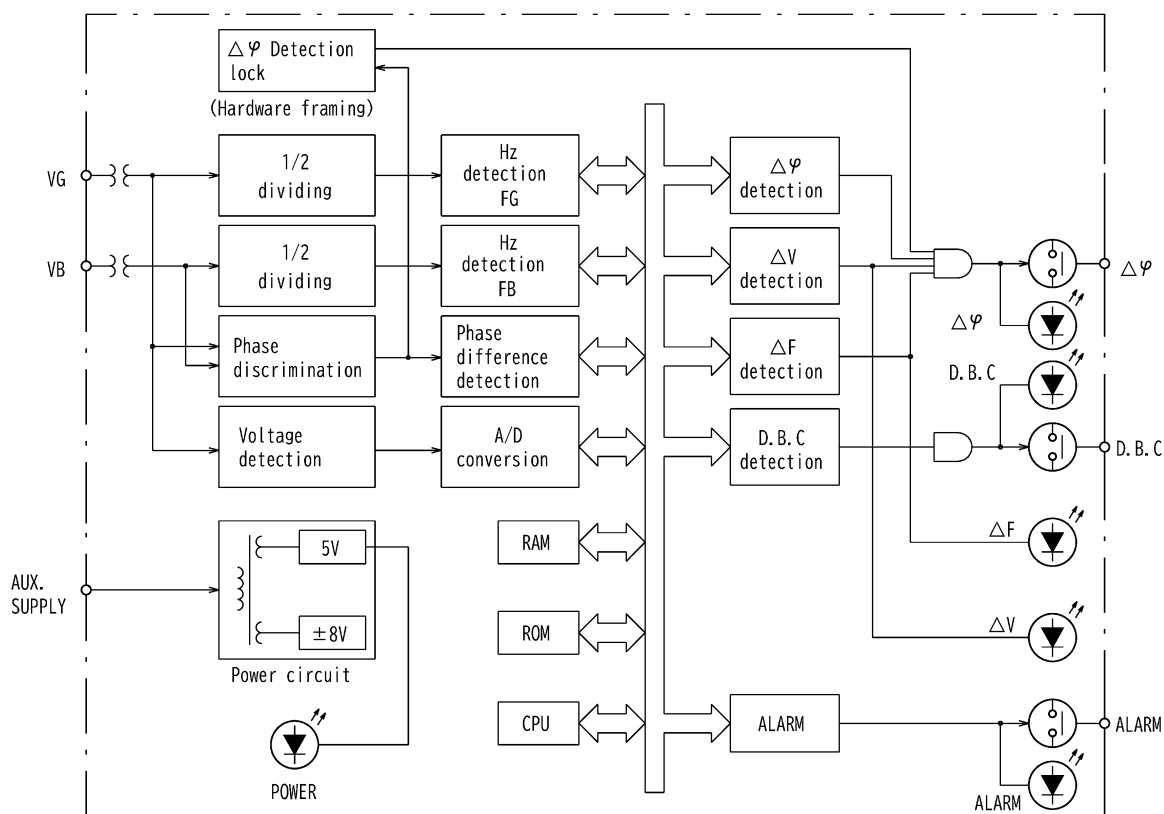 △φ Detection
lock
(Hardware framing)
VG
1/2
dividing
Hz
detection
FG
△φ
detection
VB
1/2
dividing
Hz
detection
FB
△V
detection
△φ
△φ
Phase
discrimination
Phase
difference
detection
△F
detection
D.B.C
Voltage
detection
A/D
conversion
D.B.C
detection
D.B.C
AUX.
SUPPLY
5V
±8V
Power circuit
POWER
RAM
ROM
CPU
△F
△V
ALARM
ALARM
ALARM